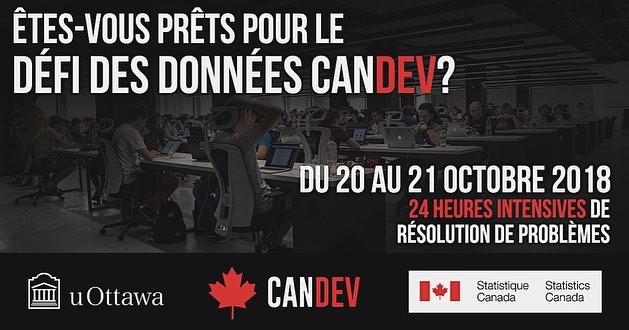 ÊTES-VOUS PRÊTS POUR LE
DÉFI DES DONNÉES CANDEV?
DU 20 AU 21 OCTOBRE 2018
24 HEURES INTENSIVES DE
RÉSOLUTION DE PROBLÈMES
uOttawa
CANDEV
Statistique
Canada
Statistics
Canada